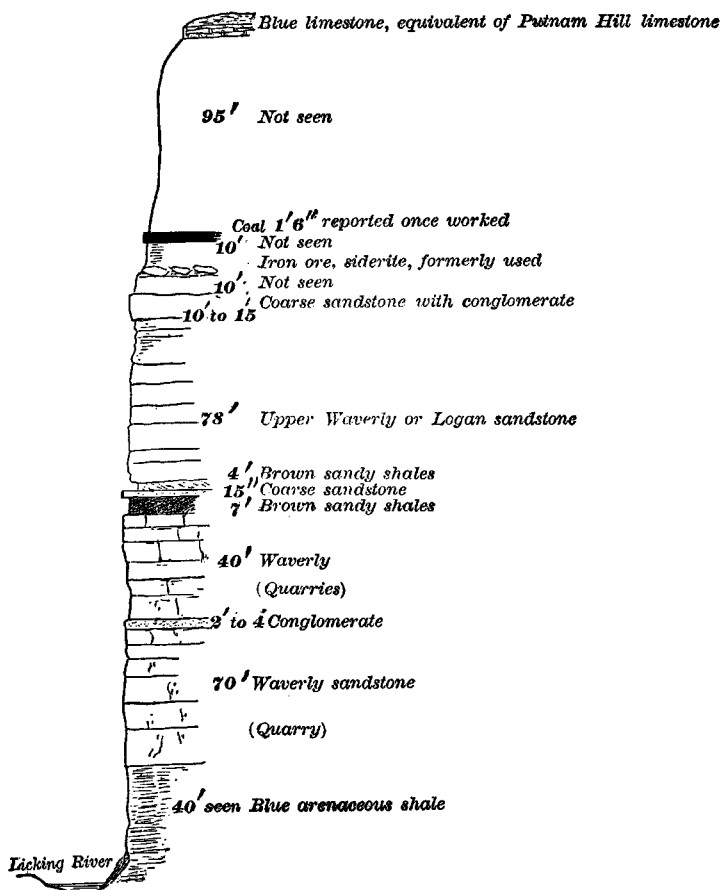 Blue limestone, equivalent of Putnam Hill limestone
95' Not seen
Coal 1'6" reported once worked
10' Not seen
Iron ore, siderite, formerly used
10' Not seen
10' to 15' Coarse sandstone with conglomerate
78' Upper Waverly or Logan sandstone
4' Brown sandy shales
15" Coarse sandstone
7' Brown sandy shales
40' Waverly
(Quarries)
2' to 4' Conglomerate
70' Waverly sandstone
(Quarry)
40' seen Blue arenaceous shale
Licking River